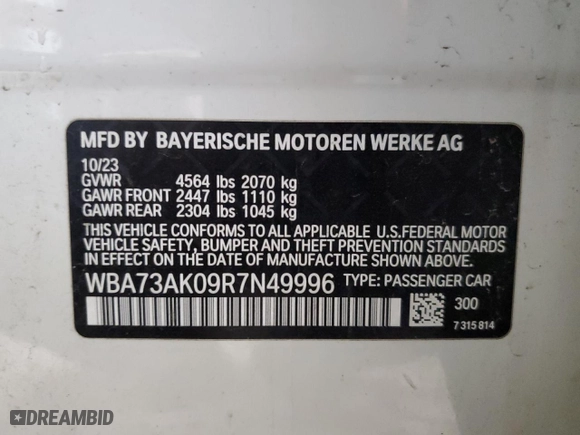 MFD BY BAYERISCHE MOTOREN WERKE AG
10/23
GVWR 4564 lbs 2070 kg
GAWR FRONT 2447 lbs 1110 kg
GAWR REAR 2304 lbs 1045 kg
THIS VEHICLE CONFORMS TO ALL APPLICABLE U.S.FEDERAL MOTOR
VEHICLE SAFETY, BUMPER AND THEFT PREVENTION STANDARDS
IN EFFECT ON THE DATE OF MANUFACTURE SHOWN ABOVE.
WBA73AK09R7N49996 TYPE: PASSENGER CAR
300
7 315 814
DREAMBID